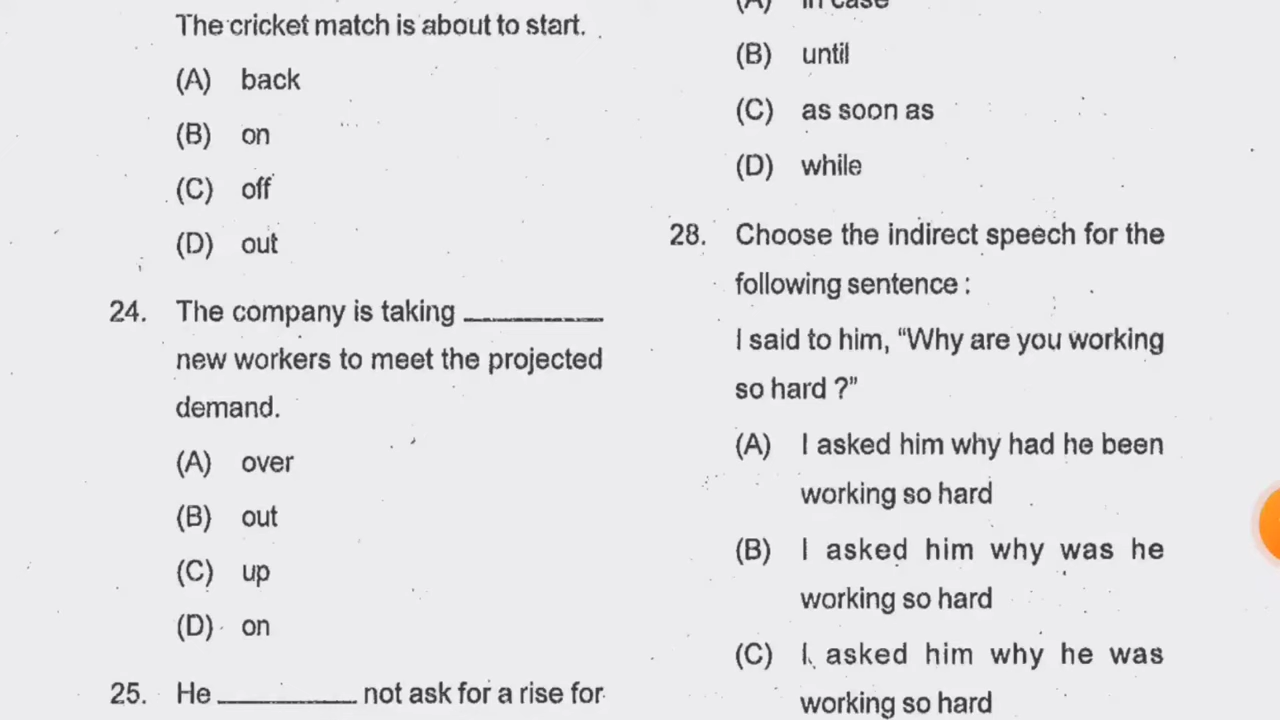 The cricket match is about to start.
(A) back
(B) on
(C) off
(D) out
24. The company is taking __________
new workers to meet the projected
demand.
(A) over
(B) out
(C) up
(D) on
25. He __________ not ask for a rise for
(A) in case
(B) until
(C) as soon as
(D) while
28. Choose the indirect speech for the
following sentence :
I said to him, “Why are you working
so hard ?”
(A) I asked him why had he been
working so hard
(B) I asked him why was he
working so hard
(C) I asked him why he was
working so hard